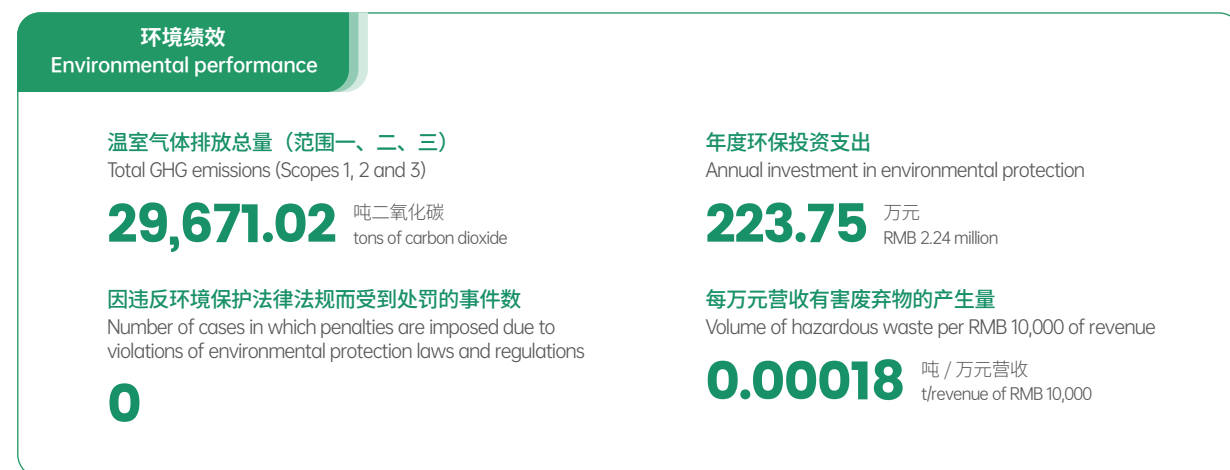 环境绩效
Environmental performance
温室气体排放总量（范围一、二、三）
Total GHG emissions (Scopes 1, 2 and 3)
29,671.02 吨二氧化碳
tons of carbon dioxide
因违反环境保护法律法规而受到处罚的事件数
Number of cases in which penalties are imposed due to
violations of environmental protection laws and regulations
0
年度环保投资支出
Annual investment in environmental protection
223.75 万元
RMB 2.24 million
每万元营收有害废弃物的产生量
Volume of hazardous waste per RMB 10,000 of revenue
0.00018 吨 / 万元营收
t/revenue of RMB 10,000